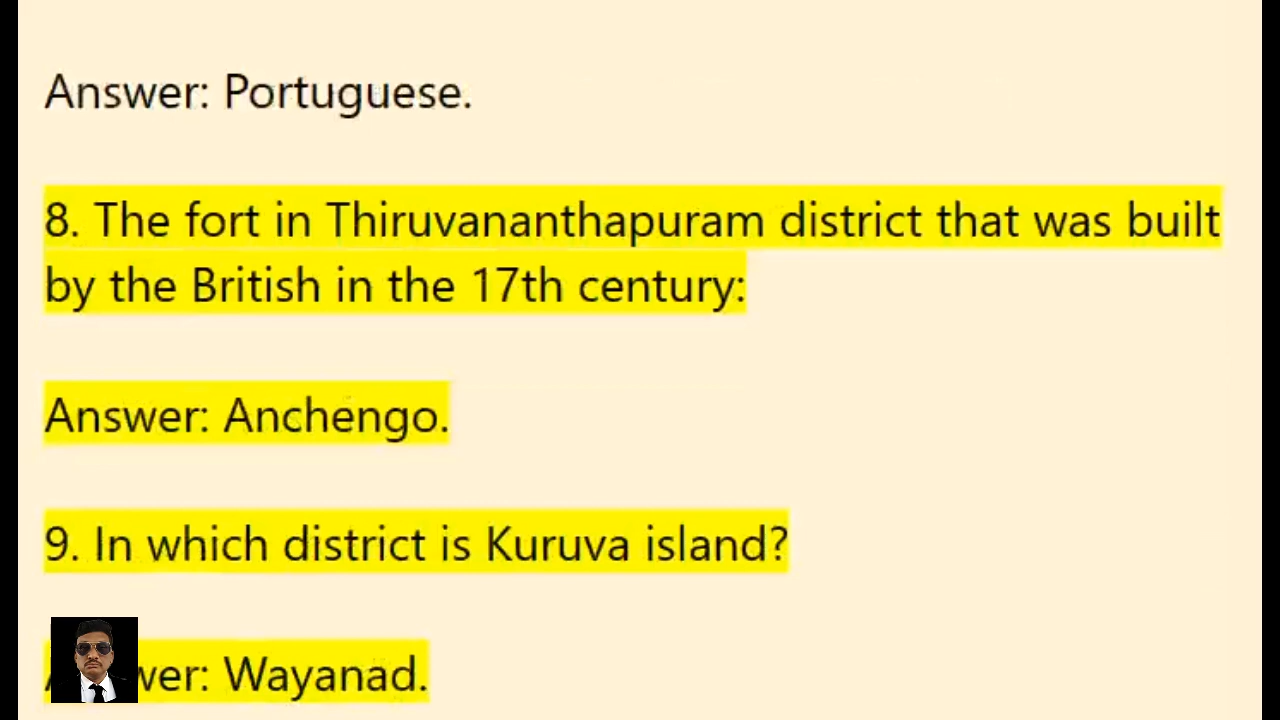 Answer: Portuguese.
8. The fort in Thiruvananthapuram district that was built
by the British in the 17th century:
Answer: Anchengo.
9. In which district is Kuruva island?
wer: Wayanad.